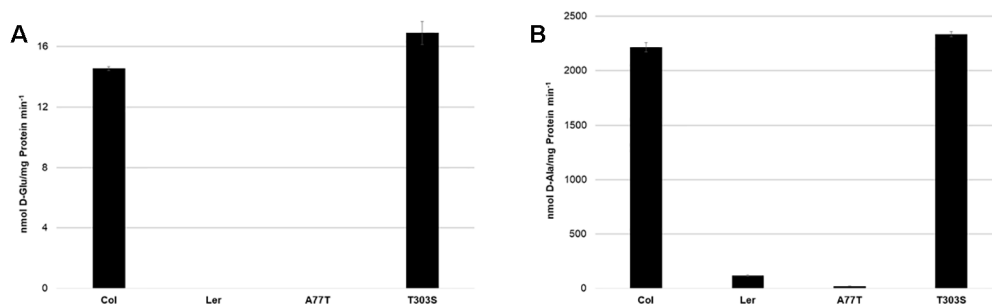 A
nmol D-Glu/mg Protein min⁻¹
16
12
8
4
0
Col Ler A77T T303S
B
nmol D-Ala/mg Protein min⁻¹
2500
2000
1500
1000
500
0
Col Ler A77T T303S